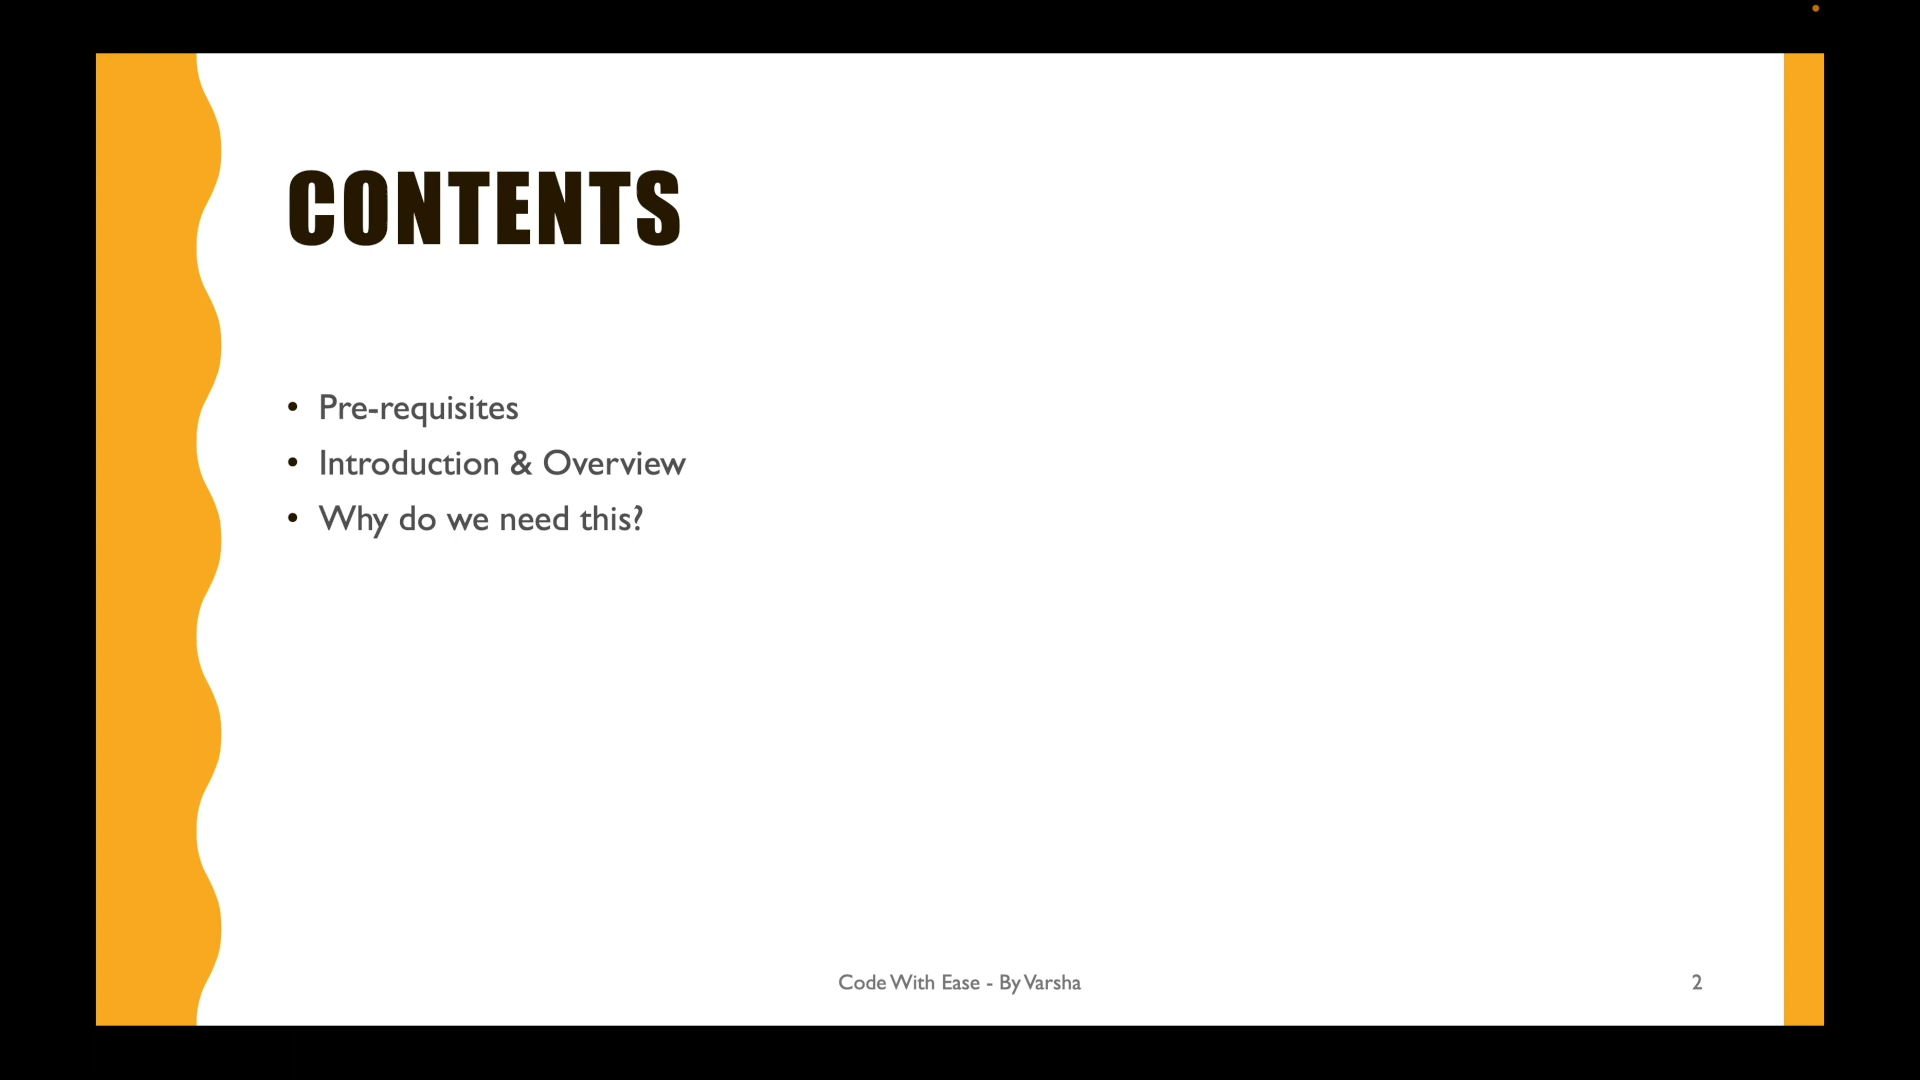 CONTENTS
• Pre-requisites
• Introduction & Overview
• Why do we need this?
Code With Ease - By Varsha
2